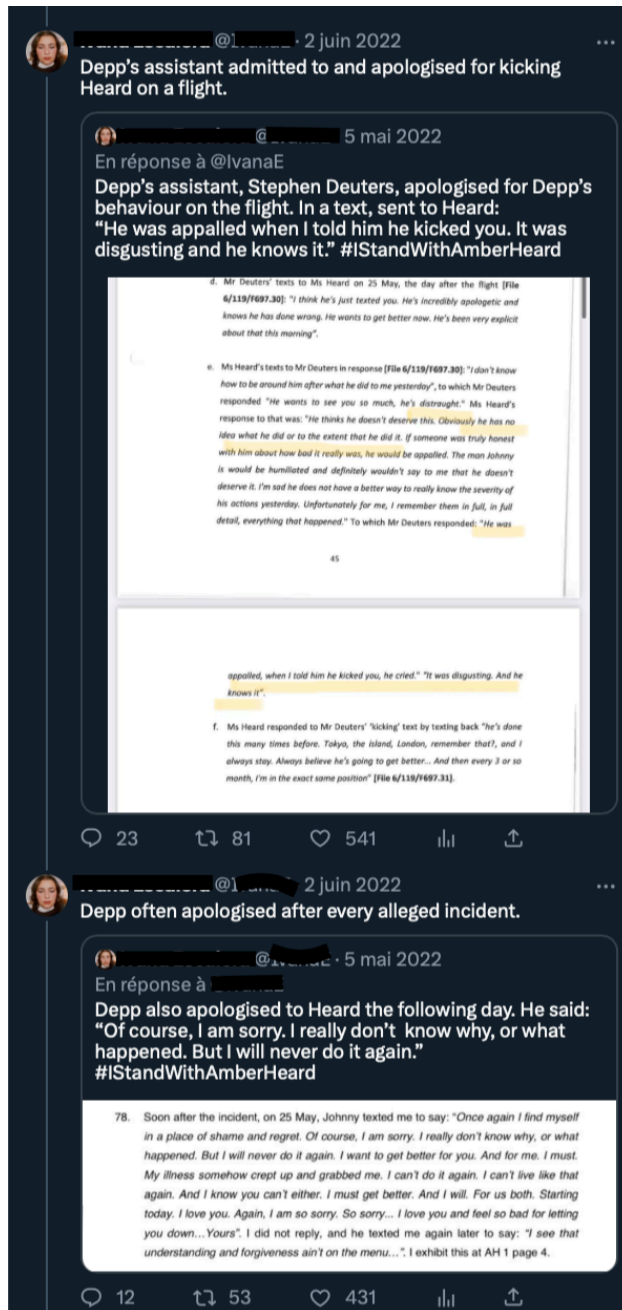 2 juin 2022
Depp’s assistant admitted to and apologised for kicking
Heard on a flight.
5 mai 2022
En réponse à @IvanaE
Depp’s assistant, Stephen Deuters, apologised for Depp’s
behaviour on the flight. In a text, sent to Heard:
“He was appalled when I told him he kicked you. It was
disgusting and he knows it.” #IStandWithAmberHeard
d. Mr Deuters' texts to Ms Heard on 25 May, the day after the flight [File
6/119/F697.30]: "I think he's just texted you. He's incredibly apologetic and
knows he has done wrong. He wants to get better now. He's been very explicit
about that this morning".
e. Ms Heard's texts to Mr Deuters in response [File 6/119/F697.30]: "I don't know
how to be around him after what he did to me yesterday", to which Mr Deuters
responded "He wants to see you so much, he's distraught." Ms Heard's
response to that was: "He thinks he doesn't deserve this. Obviously he has no
idea what he did or to the extent that he did it. If someone was truly honest
with him about how bad it really was, he would be appalled. The man Johnny
is would be humiliated and definitely wouldn't say to me that he doesn't
deserve it. I'm sad he does not have a better way to really know the severity of
his actions yesterday. Unfortunately for me, I remember them in full, in full
detail, everything that happened." To which Mr Deuters responded: "He was
45
appalled, when I told him he kicked you, he cried." "It was disgusting. And he
knows it".
f. Ms Heard responded to Mr Deuters' 'kicking' text by texting back "he's done
this many times before. Tokyo, the island, London, remember that?, and I
always stay. Always believe he's going to get better... And then every 3 or so
month, I'm in the exact same position" [File 6/119/F697.31].
23 81 541
2 juin 2022
Depp often apologised after every alleged incident.
5 mai 2022
En réponse à
Depp also apologised to Heard the following day. He said:
“Of course, I am sorry. I really don’t know why, or what
happened. But I will never do it again.”
#IStandWithAmberHeard
78. Soon after the incident, on 25 May, Johnny texted me to say: "Once again I find myself
in a place of shame and regret. Of course, I am sorry. I really don't know why, or what
happened. But I will never do it again. I want to get better for you. And for me. I must.
My illness somehow crept up and grabbed me. I can't do it again. I can't live like that
again. And I know you can't either. I must get better. And I will. For us both. Starting
today. I love you. Again, I am so sorry. So sorry... I love you and feel so bad for letting
you down...Yours". I did not reply, and he texted me again later to say: "I see that
understanding and forgiveness ain't on the menu...". I exhibit this at AH 1 page 4.
12 53 431